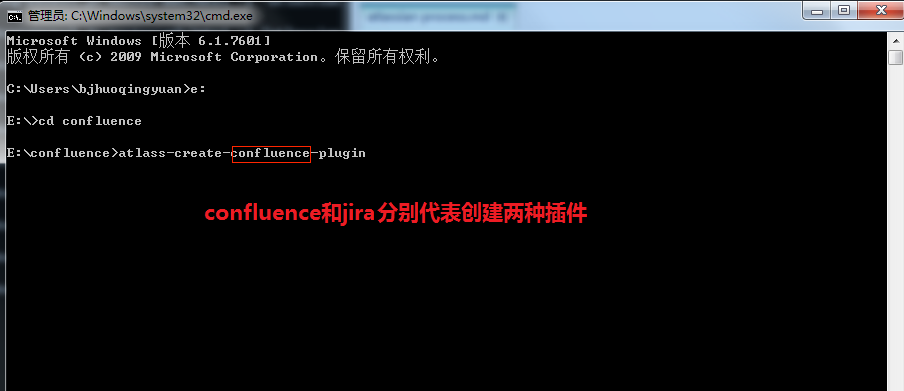 管理员: C:\Windows\system32\cmd.exe
Microsoft Windows [版本 6.1.7601]
版权所有 (c) 2009 Microsoft Corporation。保留所有权利。
C:\Users\bjhuoqingyuan>e:
E:\>cd confluence
E:\confluence>atlass-create-confluence-plugin
confluence和jira分别代表创建两种插件